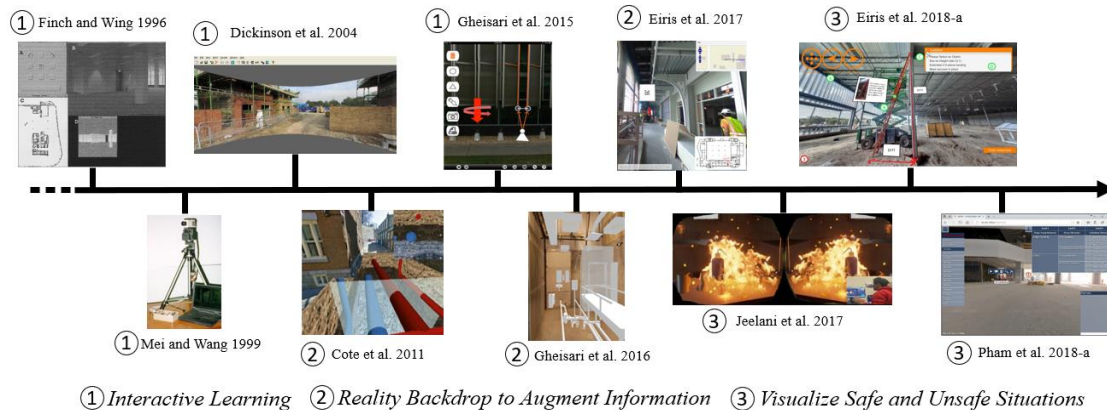 ① Finch and Wing 1996
① Dickinson et al. 2004
① Gheisari et al. 2015
② Eiris et al. 2017
③ Eiris et al. 2018-a
① Mei and Wang 1999
② Cote et al. 2011
② Gheisari et al. 2016
③ Jeelani et al. 2017
③ Pham et al. 2018-a
① Interactive Learning ② Reality Backdrop to Augment Information ③ Visualize Safe and Unsafe Situations